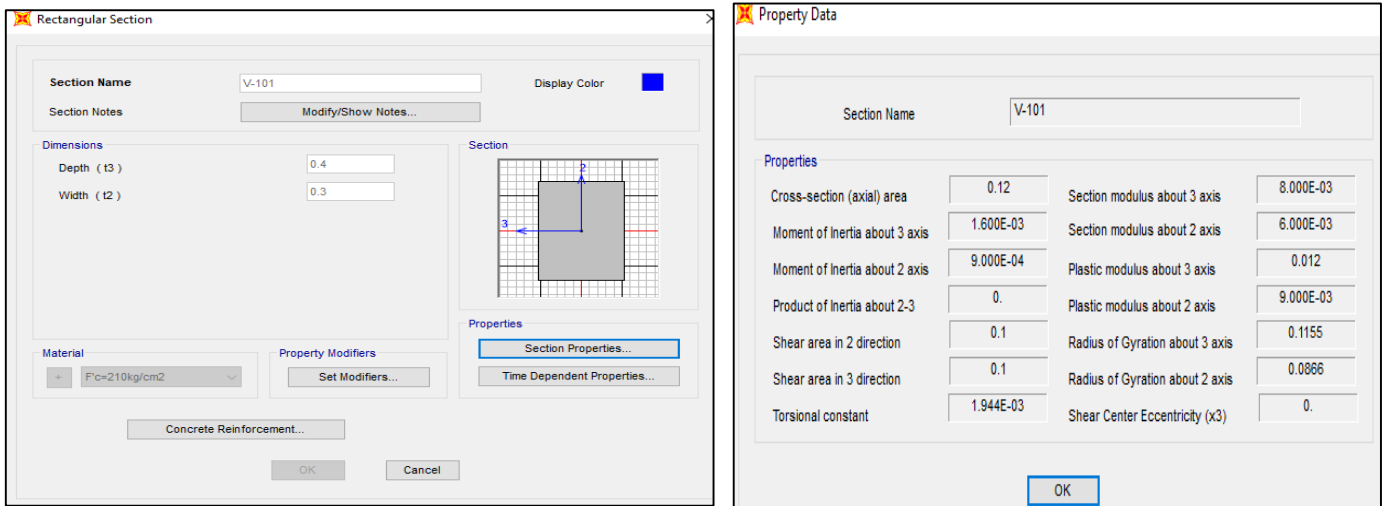 Rectangular Section
Section Name V-101 Display Color
Section Notes Modify/Show Notes...
Dimensions
Depth ( t3 ) 0.4
Width ( t2 ) 0.3
Section
2
3
Properties
Section Properties...
Time Dependent Properties...
Material
+ F'c=210kg/cm2
Property Modifiers
Set Modifiers...
Concrete Reinforcement...
OK Cancel
Property Data
Section Name V-101
Properties
Cross-section (axial) area 0.12 Section modulus about 3 axis 8.000E-03
Moment of Inertia about 3 axis 1.600E-03 Section modulus about 2 axis 6.000E-03
Moment of Inertia about 2 axis 9.000E-04 Plastic modulus about 3 axis 0.012
Product of Inertia about 2-3 0. Plastic modulus about 2 axis 9.000E-03
Shear area in 2 direction 0.1 Radius of Gyration about 3 axis 0.1155
Shear area in 3 direction 0.1 Radius of Gyration about 2 axis 0.0866
Torsional constant 1.944E-03 Shear Center Eccentricity (x3) 0.
OK